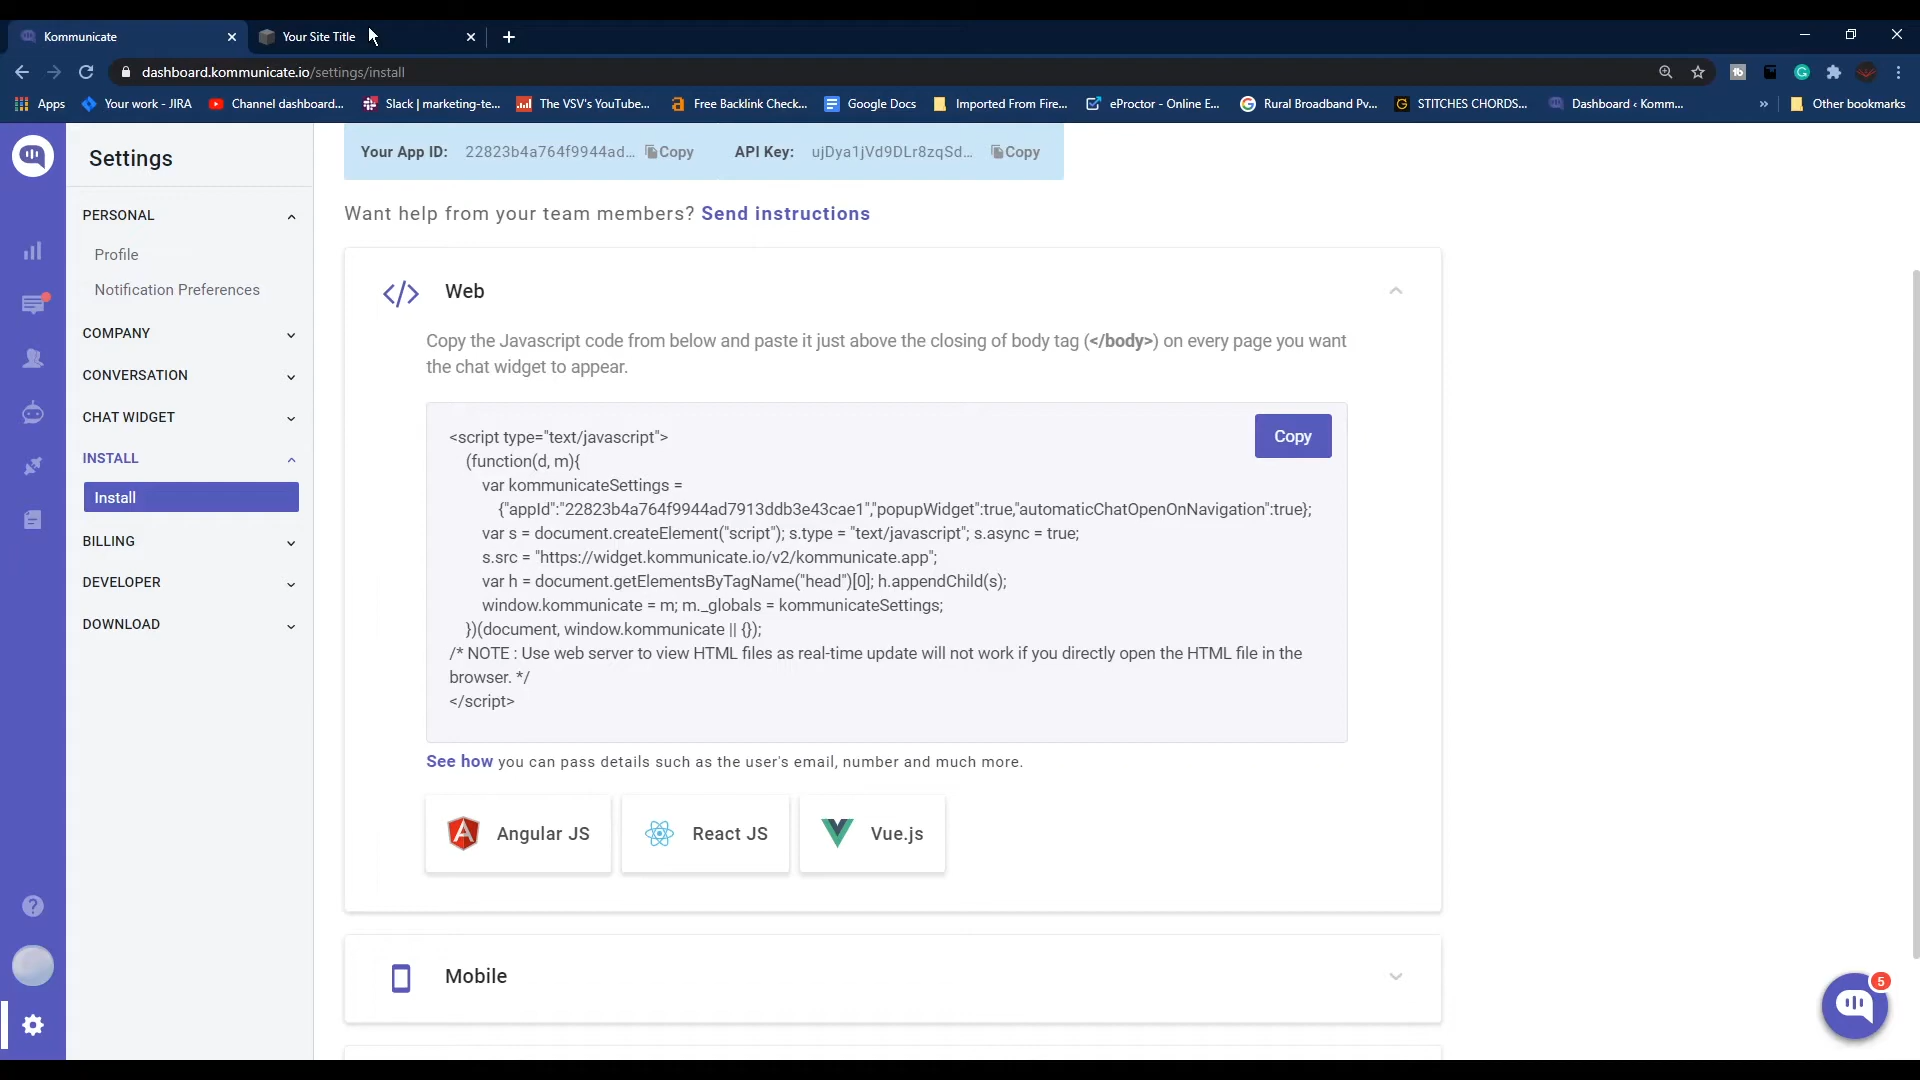 Kommunicate
Your Site Title
dashboard.kommunicate.io/settings/install
Apps
Your work - JIRA
Channel dashboard...
Slack | marketing-te...
The VSV's YouTube...
Free Backlink Check...
Google Docs
Imported From Fire...
eProctor - Online E...
Rural Broadband Pv...
STITCHES CHORDS...
Dashboard ‹ Komm...
»
Other bookmarks
Settings
PERSONAL
Profile
Notification Preferences
COMPANY
CONVERSATION
CHAT WIDGET
INSTALL
Install
BILLING
DEVELOPER
DOWNLOAD
Your App ID: 22823b4a764f9944ad... Copy API Key: ujDya1jVd9DLr8zqSd... Copy
Want help from your team members? Send instructions
</> Web
Copy the Javascript code from below and paste it just above the closing of body tag (</body>) on every page you want
the chat widget to appear.
Copy
<script type="text/javascript">
(function(d, m){
var kommunicateSettings =
{"appId":"22823b4a764f9944ad7913ddb3e43cae1","popupWidget":true,"automaticChatOpenOnNavigation":true};
var s = document.createElement("script"); s.type = "text/javascript"; s.async = true;
s.src = "https://widget.kommunicate.io/v2/kommunicate.app";
var h = document.getElementsByTagName("head")[0]; h.appendChild(s);
window.kommunicate = m; m._globals = kommunicateSettings;
})(document, window.kommunicate || {});
/* NOTE : Use web server to view HTML files as real-time update will not work if you directly open the HTML file in the
browser. */
</script>
See how you can pass details such as the user's email, number and much more.
Angular JS
React JS
Vue.js
Mobile
5